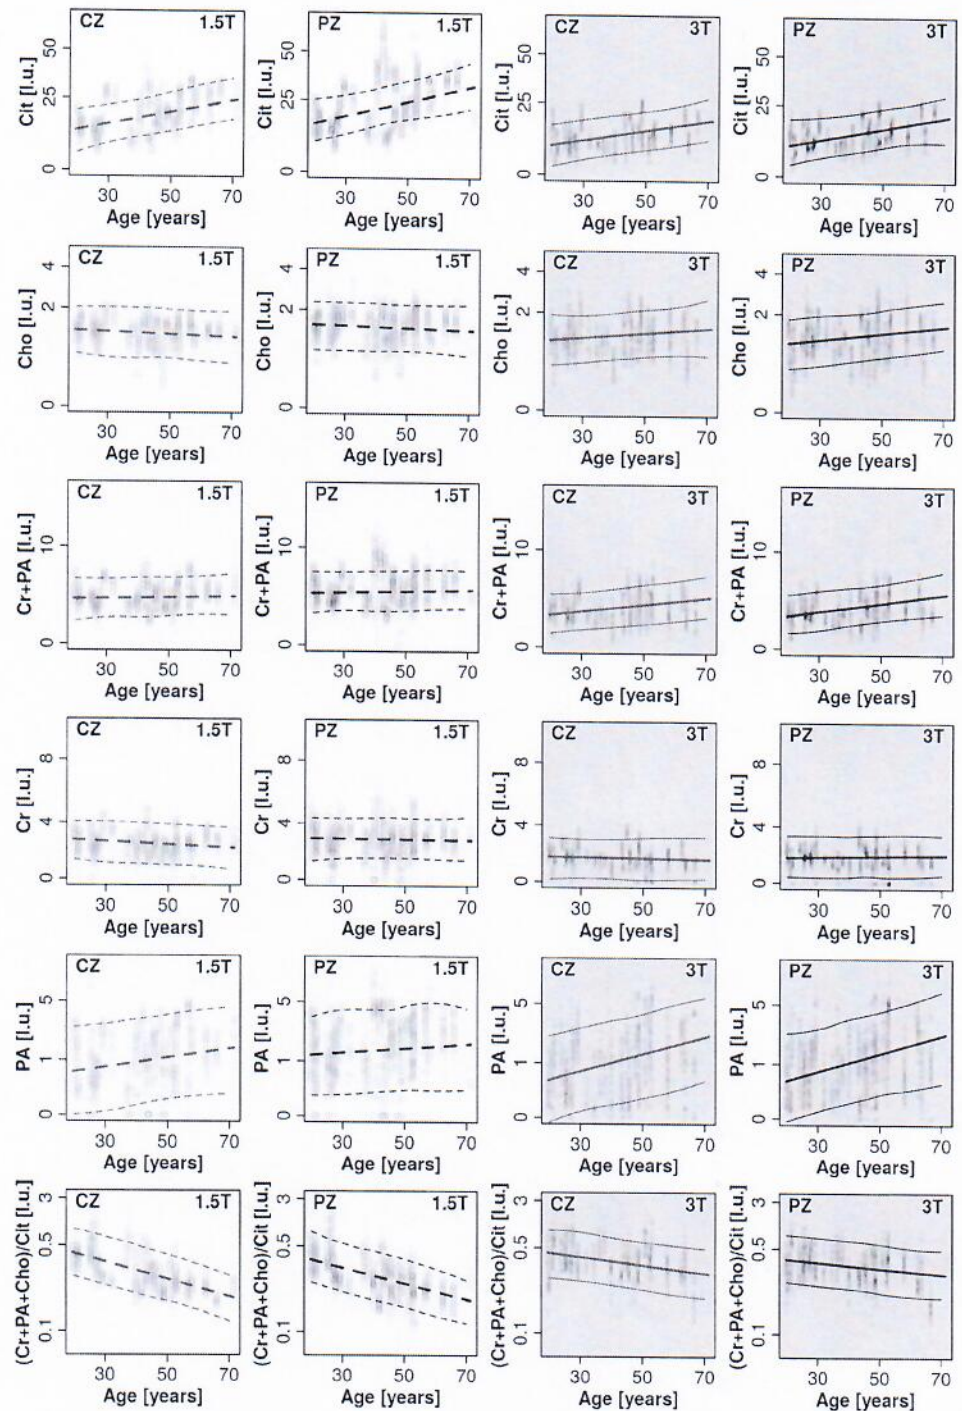 CZ 1.5T PZ 1.5T CZ 3T PZ 3T
Cit [I.u.] Cit [I.u.] Cit [I.u.] Cit [I.u.]
50 50 50 50
25 25 25 25
0 0 0 0
30 50 70 30 50 70 30 50 70 30 50 70
Age [years] Age [years] Age [years] Age [years]
CZ 1.5T PZ 1.5T CZ 3T PZ 3T
Cho [I.u.] Cho [I.u.] Cho [I.u.] Cho [I.u.]
4 4 4 4
2 2 2 2
0 0 0 0
30 50 70 30 50 70 30 50 70 30 50 70
Age [years] Age [years] Age [years] Age [years]
CZ 1.5T PZ 1.5T CZ 3T PZ 3T
Cr+PA [I.u.] Cr+PA [I.u.] Cr+PA [I.u.] Cr+PA [I.u.]
10 10 10 10
0 0 0 0
30 50 70 30 50 70 30 50 70 30 50 70
Age [years] Age [years] Age [years] Age [years]
CZ 1.5T PZ 1.5T CZ 3T PZ 3T
Cr [I.u.] Cr [I.u.] Cr [I.u.] Cr [I.u.]
8 8 8 8
4 4 4 4
0 0 0 0
30 50 70 30 50 70 30 50 70 30 50 70
Age [years] Age [years] Age [years] Age [years]
CZ 1.5T PZ 1.5T CZ 3T PZ 3T
PA [I.u.] PA [I.u.] PA [I.u.] PA [I.u.]
5 5 5 5
1 1 1 1
0 0 0 0
30 50 70 30 50 70 30 50 70 30 50 70
Age [years] Age [years] Age [years] Age [years]
CZ 1.5T PZ 1.5T CZ 3T PZ 3T
(Cr+PA+Cho)/Cit [I.u.] (Cr+PA+Cho)/Cit [I.u.] (Cr+PA+Cho)/Cit [I.u.] (Cr+PA+Cho)/Cit [I.u.]
3 3 3 3
0.5 0.5 0.5 0.5
0.1 0.1 0.1 0.1
30 50 70 30 50 70 30 50 70 30 50 70
Age [years] Age [years] Age [years] Age [years]